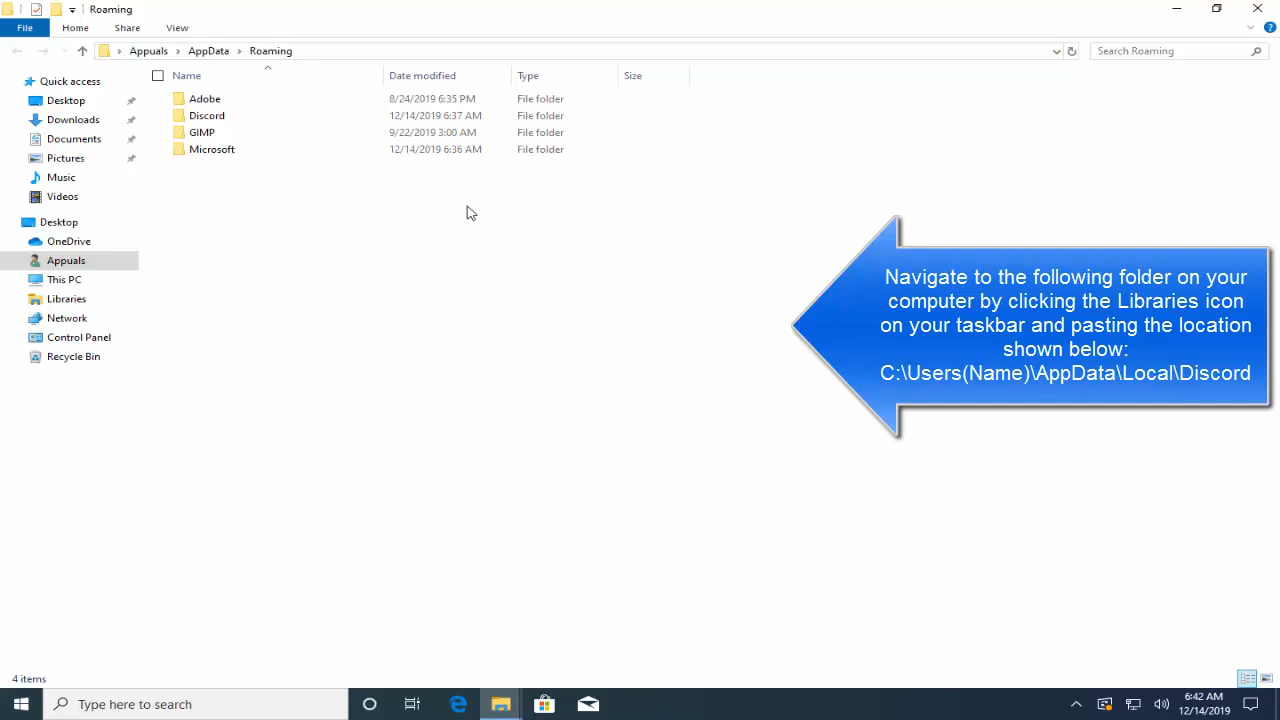 Roaming
File Home Share View
Appuals > AppData > Roaming
Search Roaming
Name Date modified Type Size
Adobe 8/24/2019 6:35 PM File folder
Discord 12/14/2019 6:37 AM File folder
GIMP 9/22/2019 3:00 AM File folder
Microsoft 12/14/2019 6:36 AM File folder
Quick access
Desktop
Downloads
Documents
Pictures
Music
Videos
Desktop
OneDrive
Appuals
This PC
Libraries
Network
Control Panel
Recycle Bin
Navigate to the following folder on your
computer by clicking the Libraries icon
on your taskbar and pasting the location
shown below:
C:\Users(Name)\AppData\Local\Discord
4 items
Type here to search
6:42 AM
12/14/2019